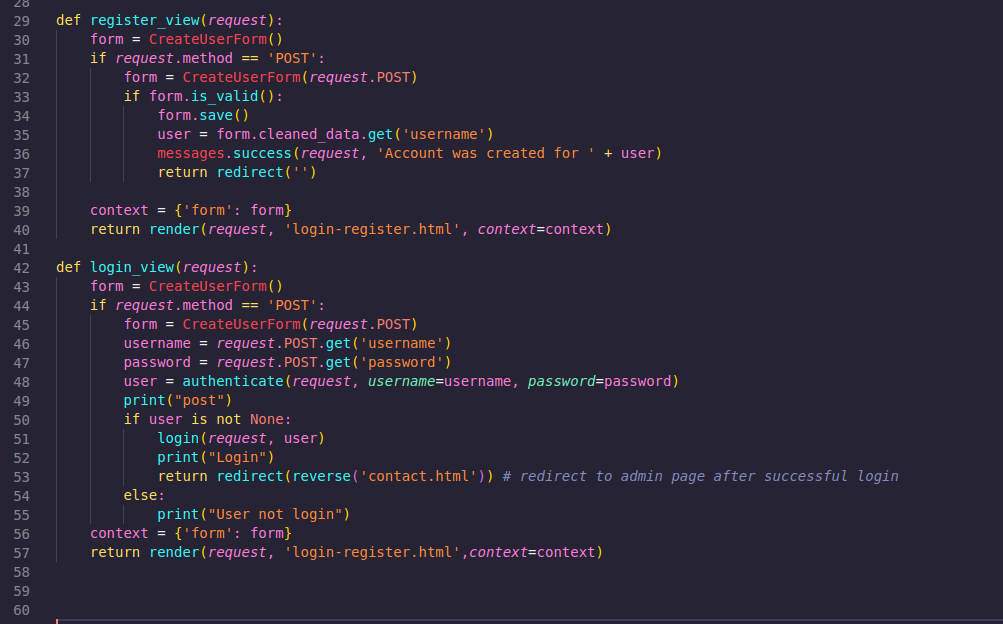 28
29 def register_view(request):
30     form = CreateUserForm()
31     if request.method == 'POST':
32         form = CreateUserForm(request.POST)
33         if form.is_valid():
34             form.save()
35             user = form.cleaned_data.get('username')
36             messages.success(request, 'Account was created for ' + user)
37             return redirect('')
38
39     context = {'form': form}
40     return render(request, 'login-register.html', context=context)
41
42 def login_view(request):
43     form = CreateUserForm()
44     if request.method == 'POST':
45         form = CreateUserForm(request.POST)
46         username = request.POST.get('username')
47         password = request.POST.get('password')
48         user = authenticate(request, username=username, password=password)
49         print("post")
50         if user is not None:
51             login(request, user)
52             print("Login")
53             return redirect(reverse('contact.html')) # redirect to admin page after successful login
54         else:
55             print("User not login")
56     context = {'form': form}
57     return render(request, 'login-register.html',context=context)
58
59
60